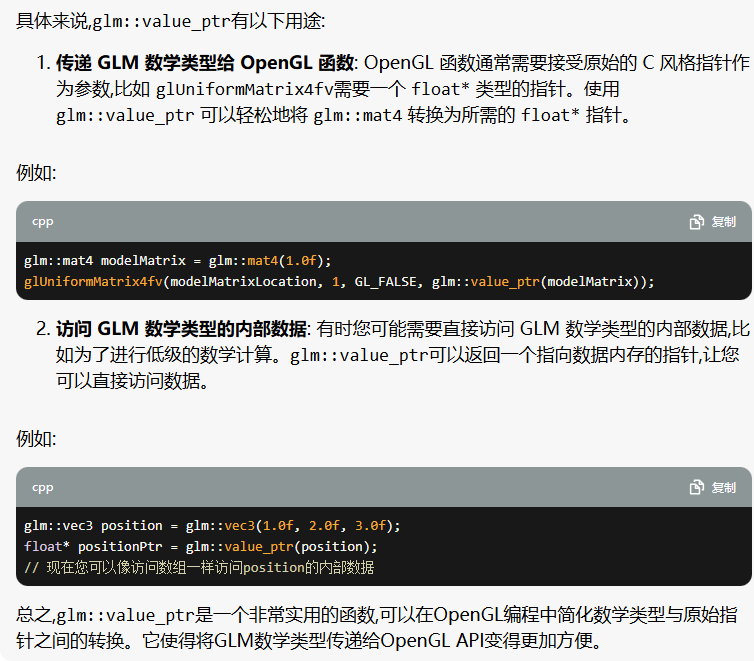 具体来说,glm::value_ptr有以下用途:
1. 传递 GLM 数学类型给 OpenGL 函数: OpenGL 函数通常需要接受原始的 C 风格指针作
为参数,比如 glUniformMatrix4fv需要一个 float* 类型的指针。使用
glm::value_ptr 可以轻松地将 glm::mat4 转换为所需的 float* 指针。
例如:
cpp 复制
glm::mat4 modelMatrix = glm::mat4(1.0f);
glUniformMatrix4fv(modelMatrixLocation, 1, GL_FALSE, glm::value_ptr(modelMatrix));
2. 访问 GLM 数学类型的内部数据: 有时您可能需要直接访问 GLM 数学类型的内部数据,比
如为了进行低级的数学计算。glm::value_ptr可以返回一个指向数据内存的指针,让您
可以直接访问数据。
例如:
cpp 复制
glm::vec3 position = glm::vec3(1.0f, 2.0f, 3.0f);
float* positionPtr = glm::value_ptr(position);
// 现在您可以像访问数组一样访问position的内部数据
总之,glm::value_ptr是一个非常实用的函数,可以在OpenGL编程中简化数学类型与原始指
针之间的转换。它使得将GLM数学类型传递给OpenGL API变得更加方便。